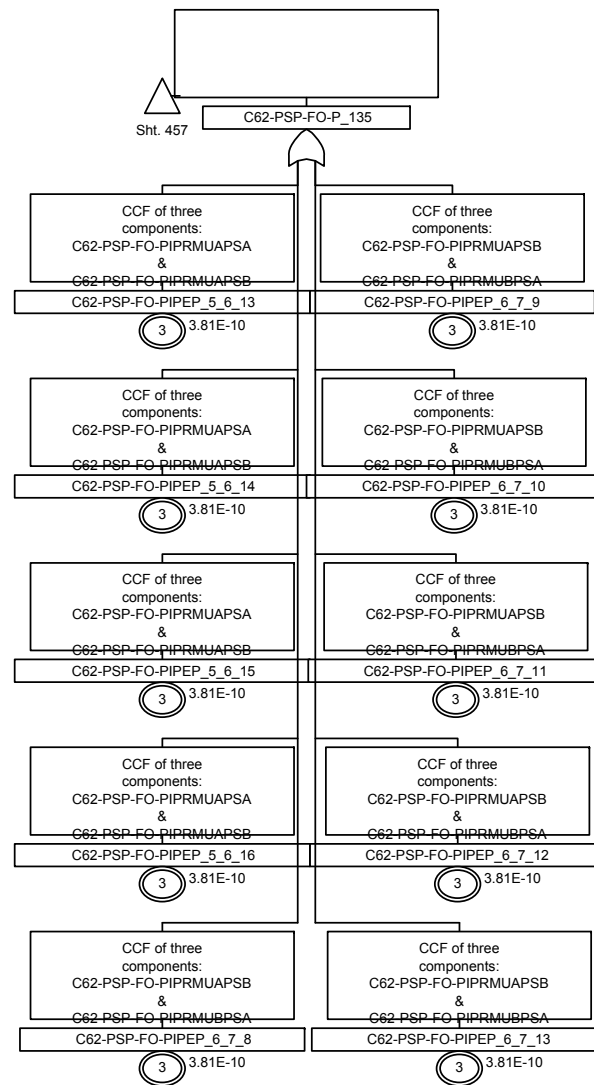 C62-PSP-FO-P_135
Sht. 457
CCF of three
components:
C62-PSP-FO-PIPRMUAPSA
&
C62-PSP-FO-PIPRMUAPSB
C62-PSP-FO-PIPEP_5_6_13
3
3.81E-10
CCF of three
components:
C62-PSP-FO-PIPRMUAPSB
&
C62-PSP-FO-PIPRMUBPSA
C62-PSP-FO-PIPEP_6_7_9
3
3.81E-10
CCF of three
components:
C62-PSP-FO-PIPRMUAPSA
&
C62-PSP-FO-PIPRMUAPSB
C62-PSP-FO-PIPEP_5_6_14
3
3.81E-10
CCF of three
components:
C62-PSP-FO-PIPRMUAPSB
&
C62-PSP-FO-PIPRMUBPSA
C62-PSP-FO-PIPEP_6_7_10
3
3.81E-10
CCF of three
components:
C62-PSP-FO-PIPRMUAPSA
&
C62-PSP-FO-PIPRMUAPSB
C62-PSP-FO-PIPEP_5_6_15
3
3.81E-10
CCF of three
components:
C62-PSP-FO-PIPRMUAPSB
&
C62-PSP-FO-PIPRMUBPSA
C62-PSP-FO-PIPEP_6_7_11
3
3.81E-10
CCF of three
components:
C62-PSP-FO-PIPRMUAPSA
&
C62-PSP-FO-PIPRMUAPSB
C62-PSP-FO-PIPEP_5_6_16
3
3.81E-10
CCF of three
components:
C62-PSP-FO-PIPRMUAPSB
&
C62-PSP-FO-PIPRMUBPSA
C62-PSP-FO-PIPEP_6_7_12
3
3.81E-10
CCF of three
components:
C62-PSP-FO-PIPRMUAPSB
&
C62-PSP-FO-PIPRMUBPSA
C62-PSP-FO-PIPEP_6_7_8
3
3.81E-10
CCF of three
components:
C62-PSP-FO-PIPRMUAPSB
&
C62-PSP-FO-PIPRMUBPSA
C62-PSP-FO-PIPEP_6_7_13
3
3.81E-10